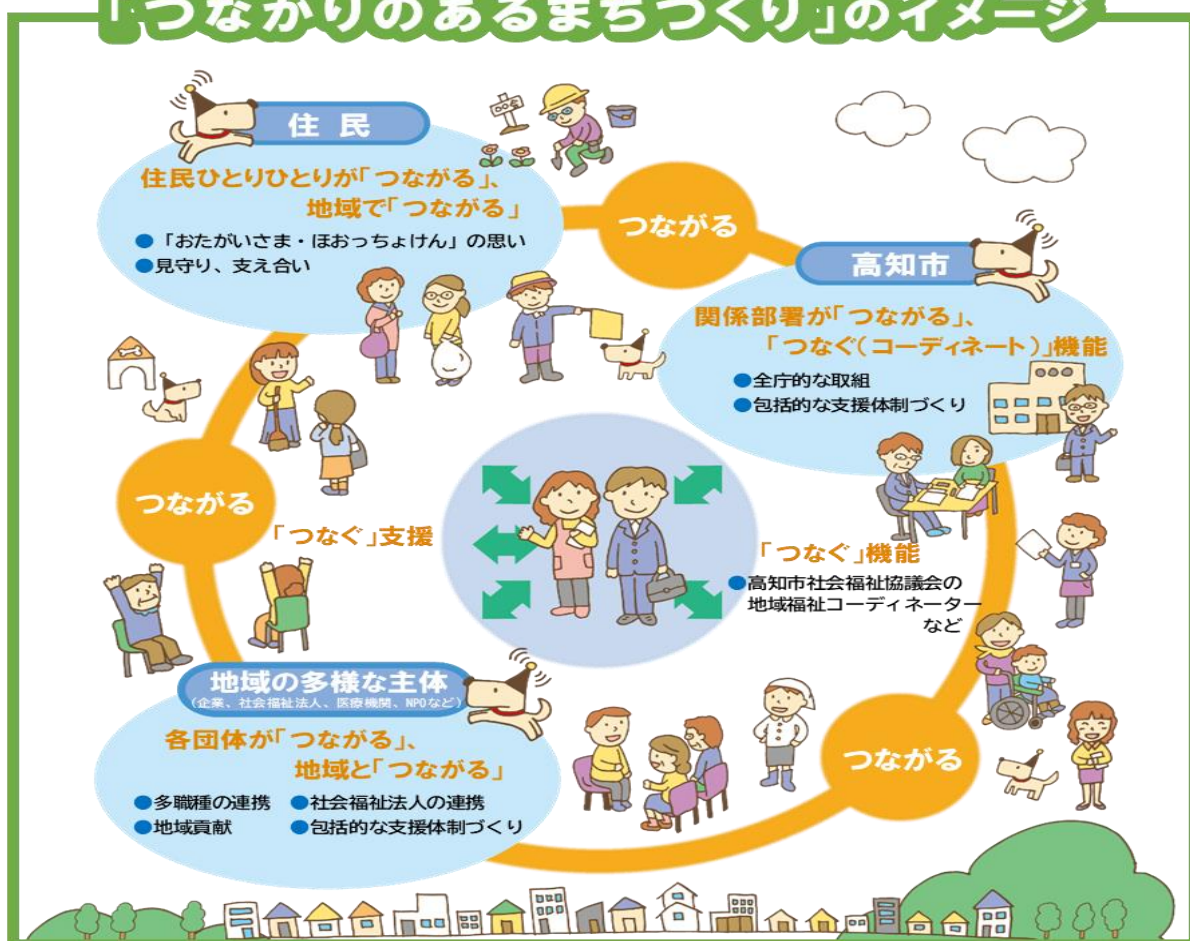 「つながりのあるまちづくり」のイメージ
住民
住民ひとりひとりが「つながる」、
地域で「つながる」
●「おたがいさま・ほおっちょけん」の思い
●見守り、支え合い
つながる
高知市
関係部署が「つながる」、
「つなぐ(コーディネート)」機能
●全庁的な取組
●包括的な支援体制づくり
つながる
「つなぐ」支援
「つなぐ」機能
●高知市社会福祉協議会の
地域福祉コーディネーター
など
地域の多様な主体
(企業、社会福祉法人、医療機関、NPOなど)
各団体が「つながる」、
地域と「つながる」
●多職種の連携 ●社会福祉法人の連携
●地域貢献 ●包括的な支援体制づくり
つながる